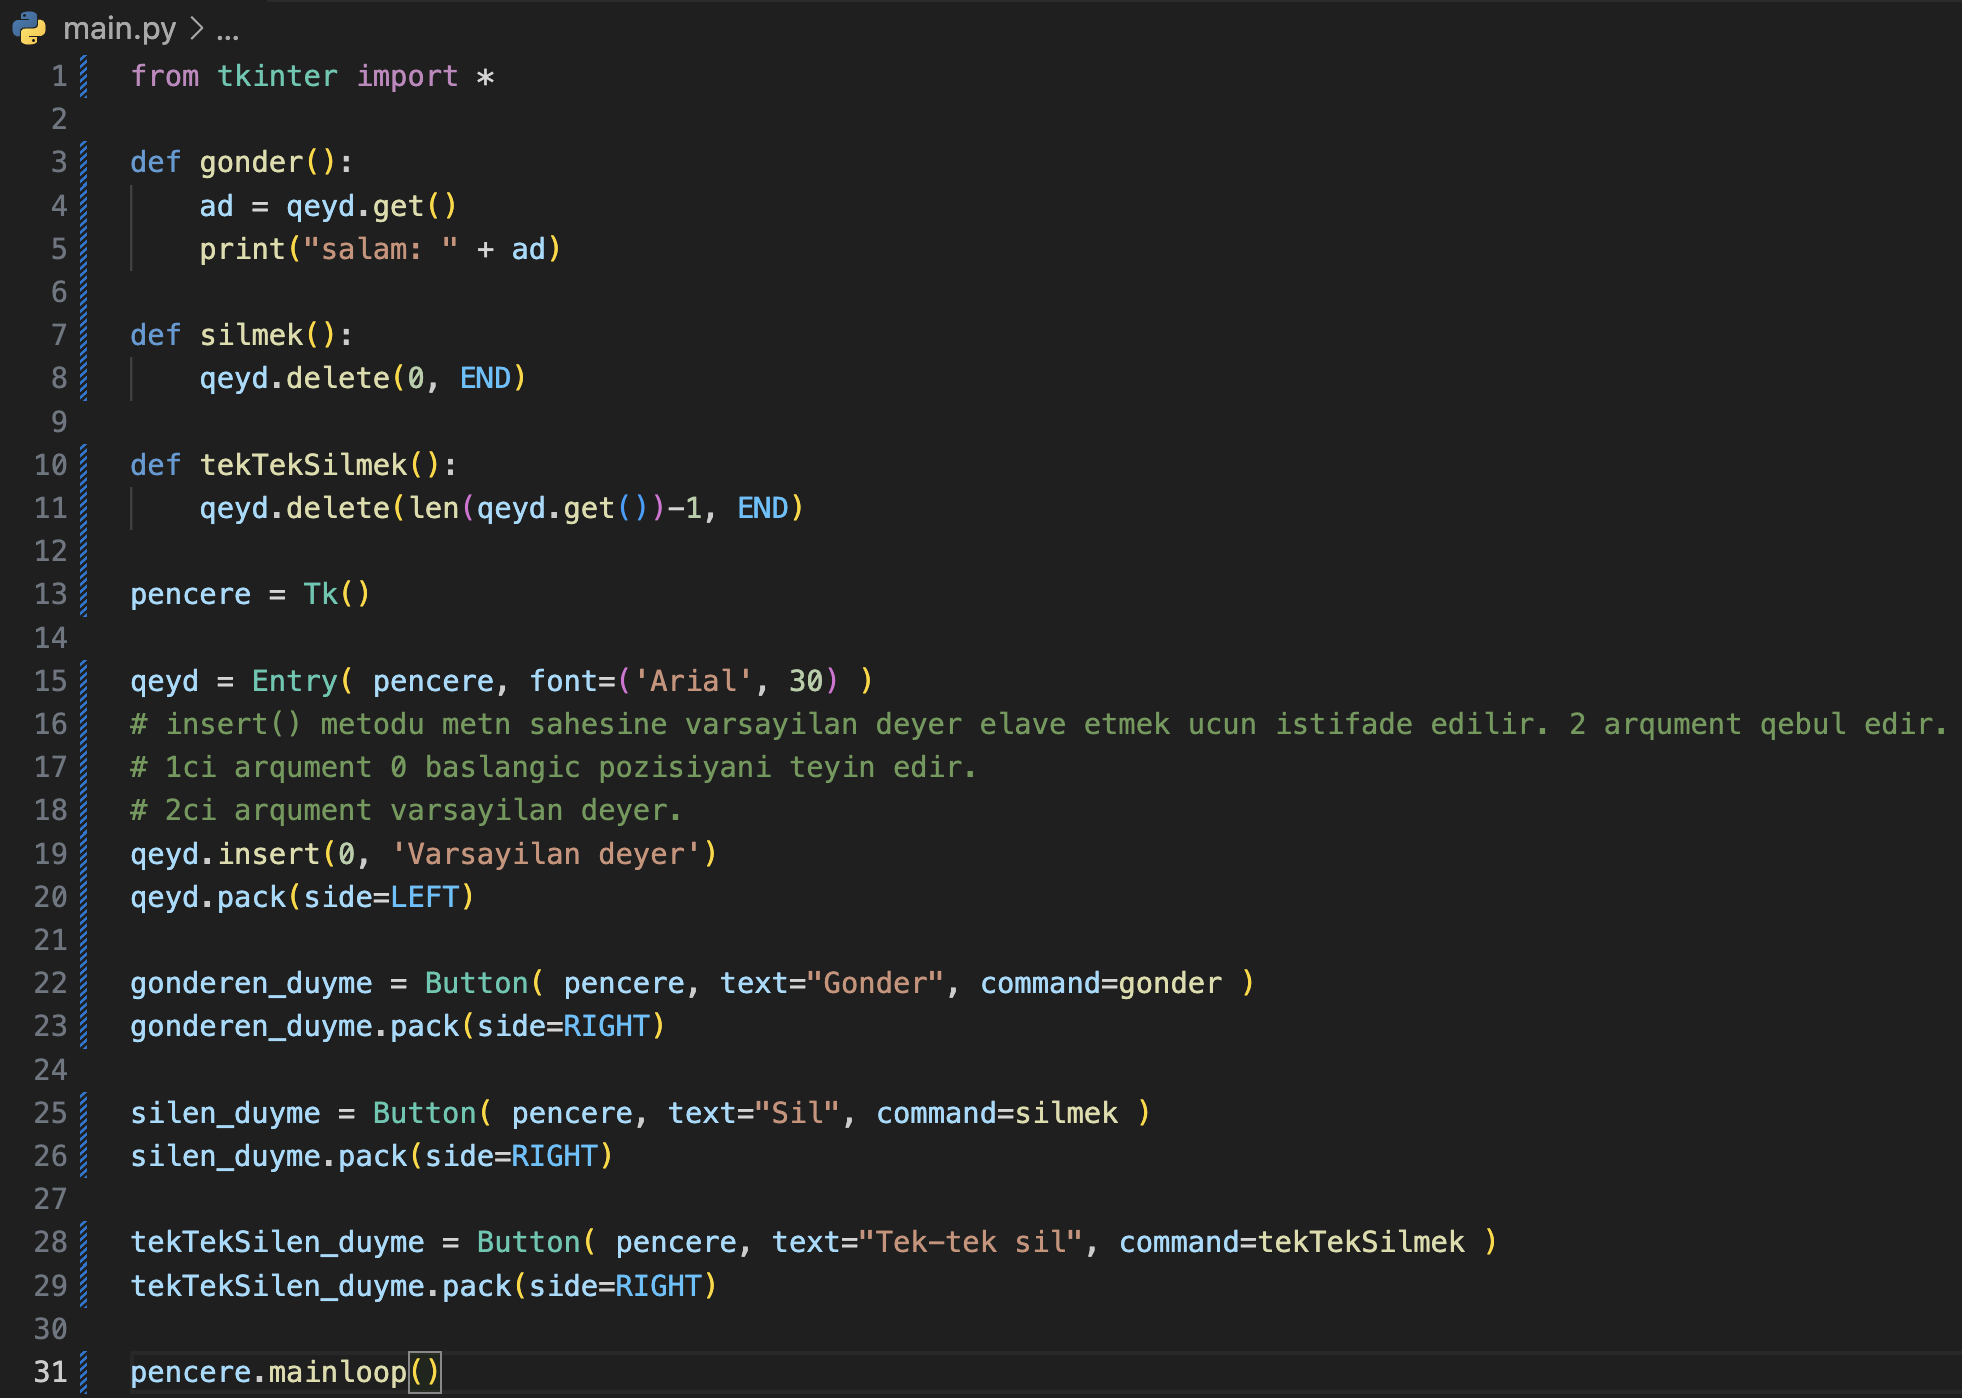 main.py > ...
1 from tkinter import *
2
3 def gonder():
4     ad = qeyd.get()
5     print("salam: " + ad)
6
7 def silmek():
8     qeyd.delete(0, END)
9
10 def tekTekSilmek():
11     qeyd.delete(len(qeyd.get())-1, END)
12
13 pencere = Tk()
14
15 qeyd = Entry( pencere, font=('Arial', 30) )
16 # insert() metodu metn sahesine varsayilan deyer elave etmek ucun istifade edilir. 2 arqument qebul edir.
17 # 1ci arqument 0 baslangic pozisiyani teyin edir.
18 # 2ci arqument varsayilan deyer.
19 qeyd.insert(0, 'Varsayilan deyer')
20 qeyd.pack(side=LEFT)
21
22 gonderen_duyme = Button( pencere, text="Gonder", command=gonder )
23 gonderen_duyme.pack(side=RIGHT)
24
25 silen_duyme = Button( pencere, text="Sil", command=silmek )
26 silen_duyme.pack(side=RIGHT)
27
28 tekTekSilen_duyme = Button( pencere, text="Tek-tek sil", command=tekTekSilmek )
29 tekTekSilen_duyme.pack(side=RIGHT)
30
31 pencere.mainloop()